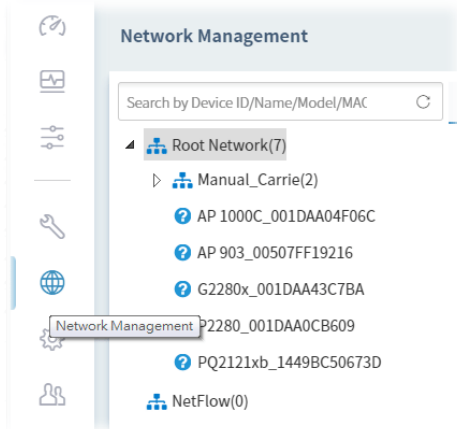 Network Management
Search by Device ID/Name/Model/MAC
Root Network(7)
Manual_Carrie(2)
AP 1000C_001DAA04F06C
AP 903_00507FF19216
G2280x_001DAA43C7BA
Network Management
P2280_001DAA0CB609
PQ2121xb_1449BC50673D
NetFlow(0)